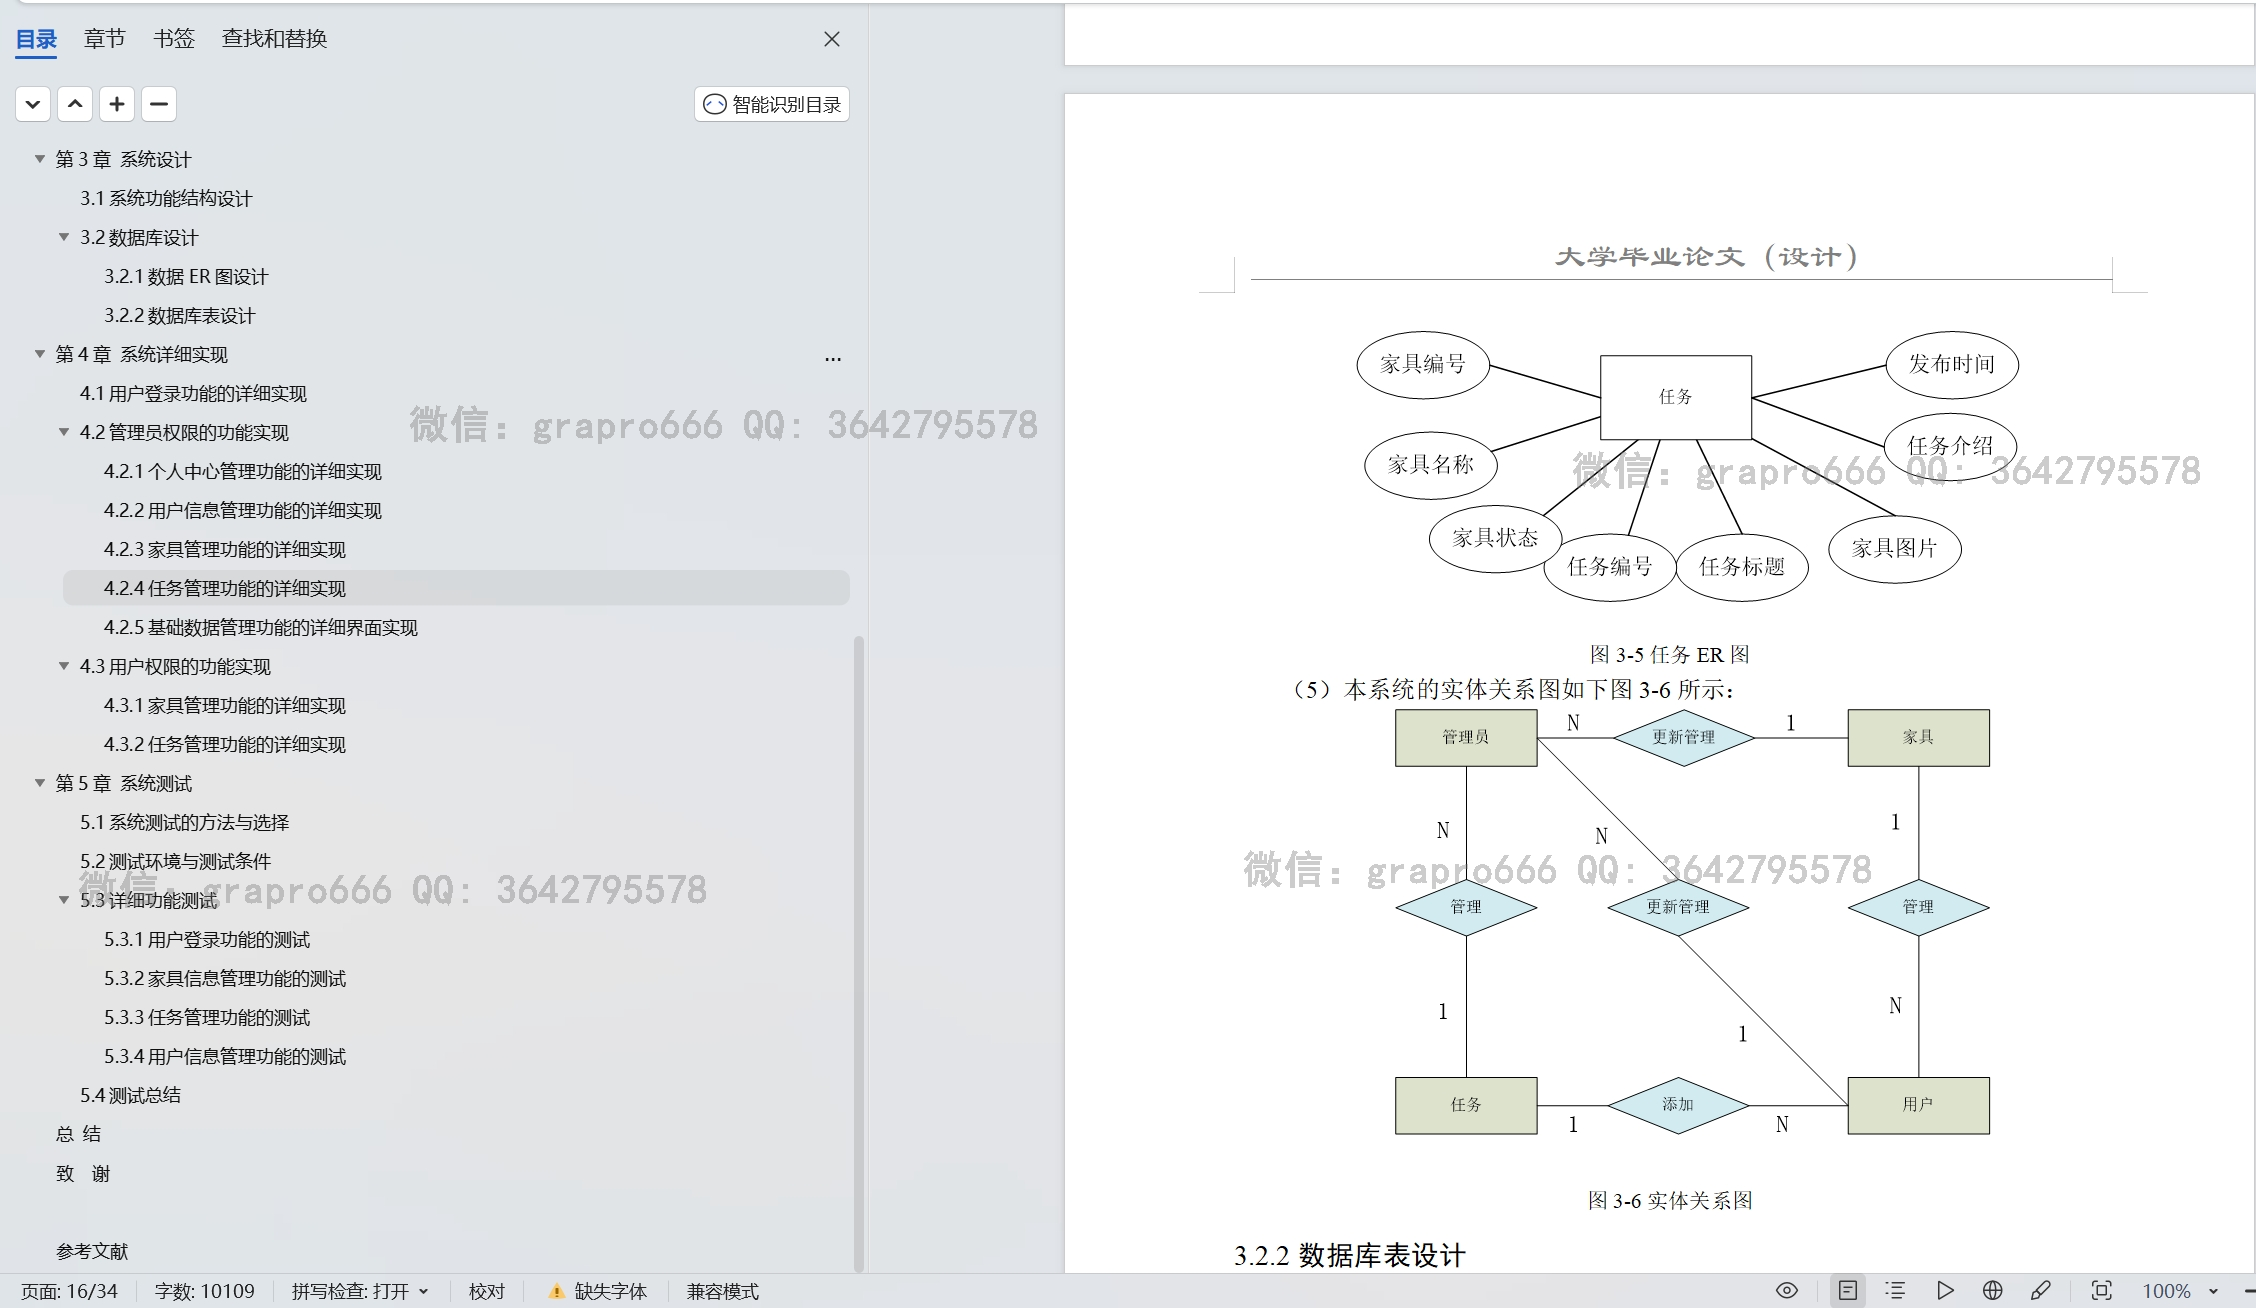 目录 章节 书签 查找和替换
智能识别目录
第 3 章 系统设计
3.1 系统功能结构设计
3.2 数据库设计
3.2.1 数据 ER 图设计
3.2.2 数据库表设计
第 4 章 系统详细实现
...
4.1 用户登录功能的详细实现
4.2 管理员权限的功能实现
微信：grapro666 QQ：3642795578
4.2.1 个人中心管理功能的详细实现
4.2.2 用户信息管理功能的详细实现
4.2.3 家具管理功能的详细实现
4.2.4 任务管理功能的详细实现
4.2.5 基础数据管理功能的详细界面实现
4.3 用户权限的功能实现
4.3.1 家具管理功能的详细实现
4.3.2 任务管理功能的详细实现
第 5 章 系统测试
5.1 系统测试的方法与选择
5.2 测试环境与测试条件
微信：grapro666 QQ：3642795578
5.3 详细功能测试
5.3.1 用户登录功能的测试
5.3.2 家具信息管理功能的测试
5.3.3 任务管理功能的测试
5.3.4 用户信息管理功能的测试
5.4 测试总结
总 结
致 谢
参考文献
大学毕业论文（设计）
家具编号
任务
发布时间
家具名称
任务介绍
微信：grapro666 QQ：3642795578
家具状态
任务编号
任务标题
家具图片
图 3-5 任务 ER 图
（5）本系统的实体关系图如下图 3-6 所示：
管理员
N
更新管理
1
家具
N
N
1
微信：grapro666 QQ：3642795578
管理
更新管理
管理
1
1
N
任务
1
添加
N
用户
图 3-6 实体关系图
3.2.2 数据库表设计
页面: 16/34 字数: 10109 拼写检查: 打开 校对 缺失字体 兼容模式
100%